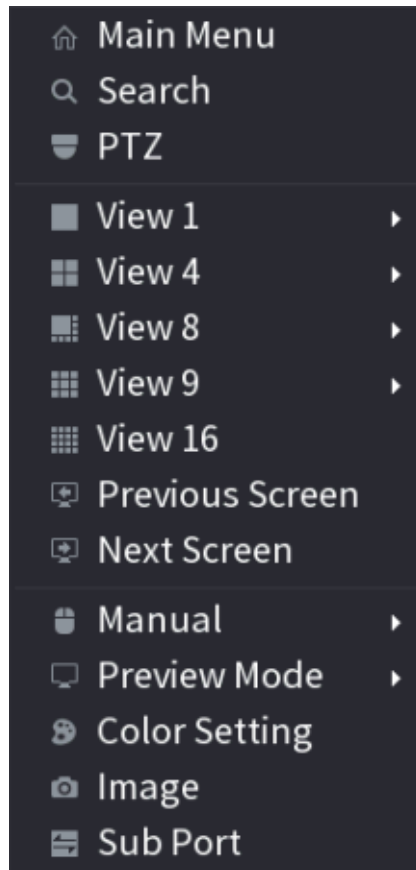 Main Menu
Search
PTZ
View 1
View 4
View 8
View 9
View 16
Previous Screen
Next Screen
Manual
Preview Mode
Color Setting
Image
Sub Port